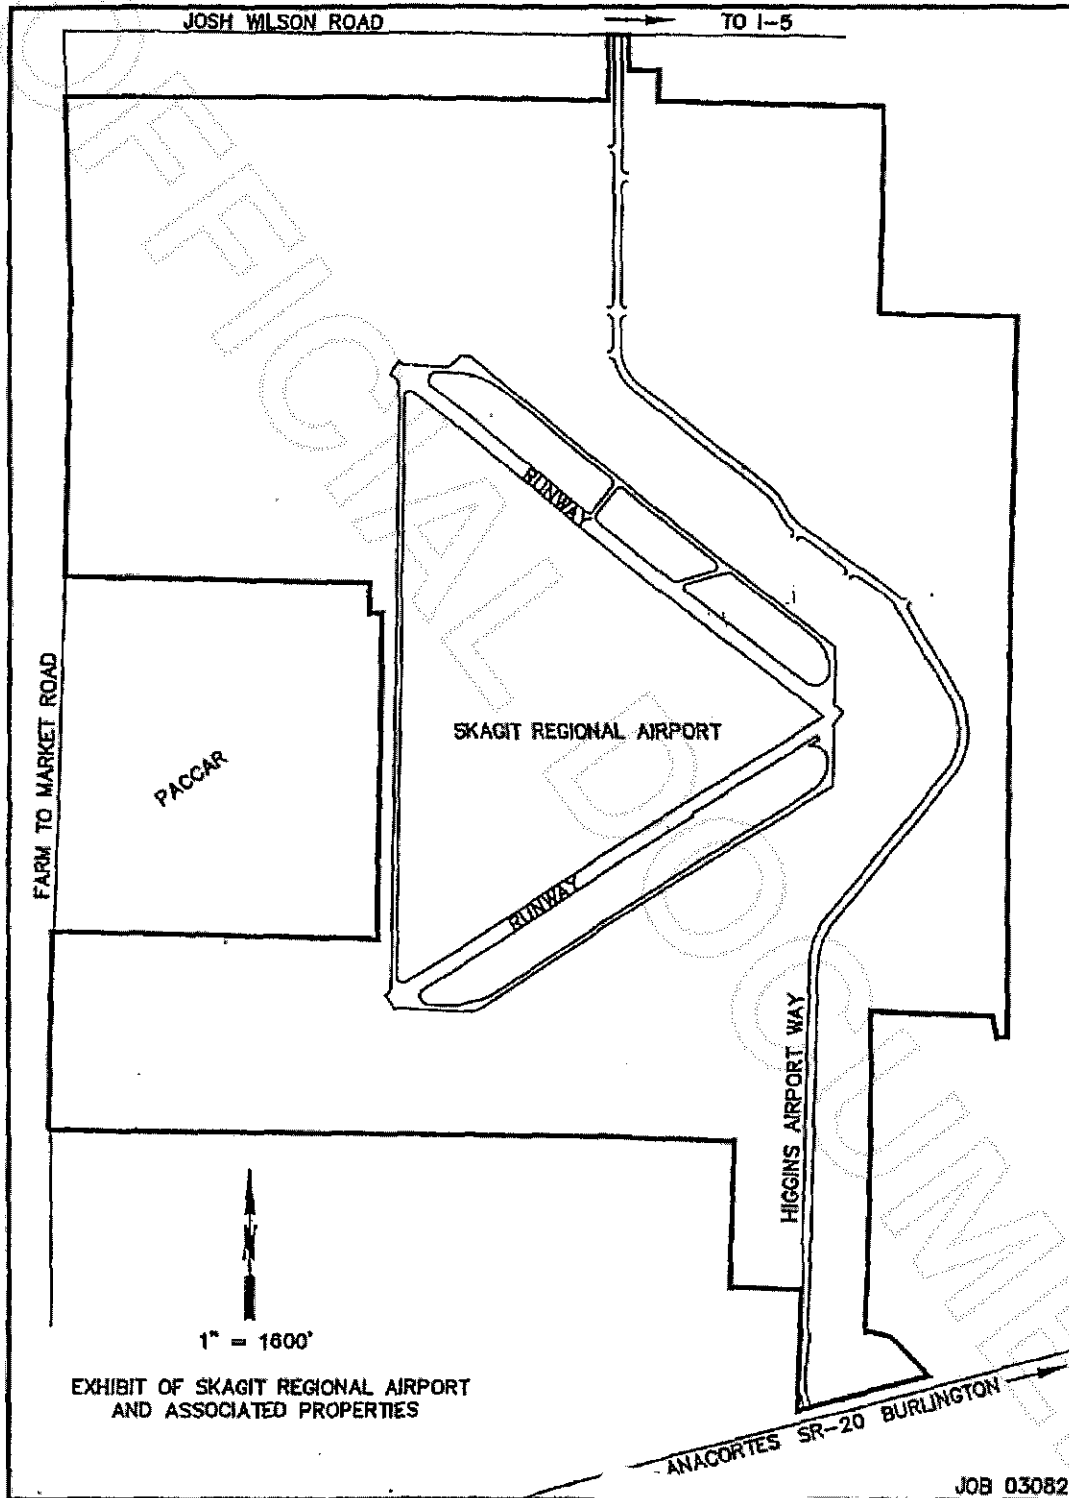 JOSH WILSON ROAD
TO I-5
RUNWAY
SKAGIT REGIONAL AIRPORT
PACCAR
FARM TO MARKET ROAD
RUNWAY
HIGGINS AIRPORT WAY
N
1" = 1600'
EXHIBIT OF SKAGIT REGIONAL AIRPORT
AND ASSOCIATED PROPERTIES
ANACORTES SR-20 BURLINGTON
JOB 03082
OFFICIAL DOCUME